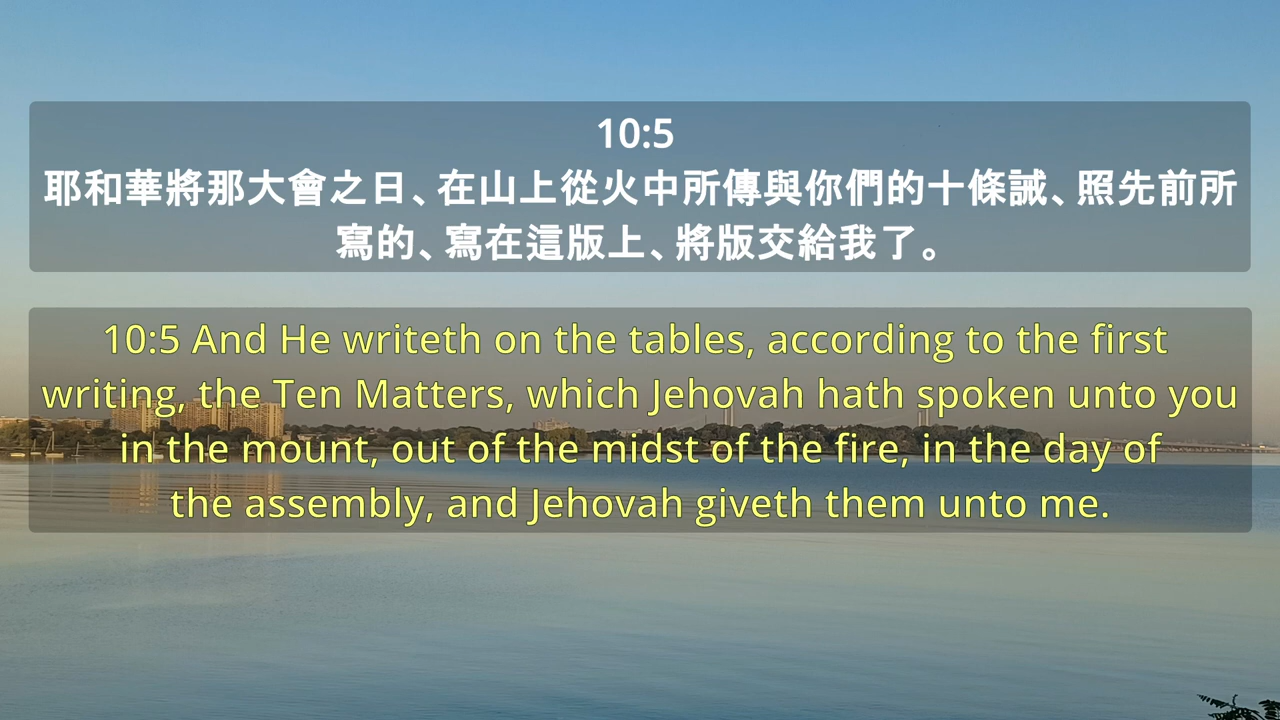 10:5
耶和華將那大會之日、在山上從火中所傳與你們的十條誡、照先前所
寫的、寫在這版上、將版交給我了。
10:5 And He writeth on the tables, according to the first
writing, the Ten Matters, which Jehovah hath spoken unto you
in the mount, out of the midst of the fire, in the day of
the assembly, and Jehovah giveth them unto me.